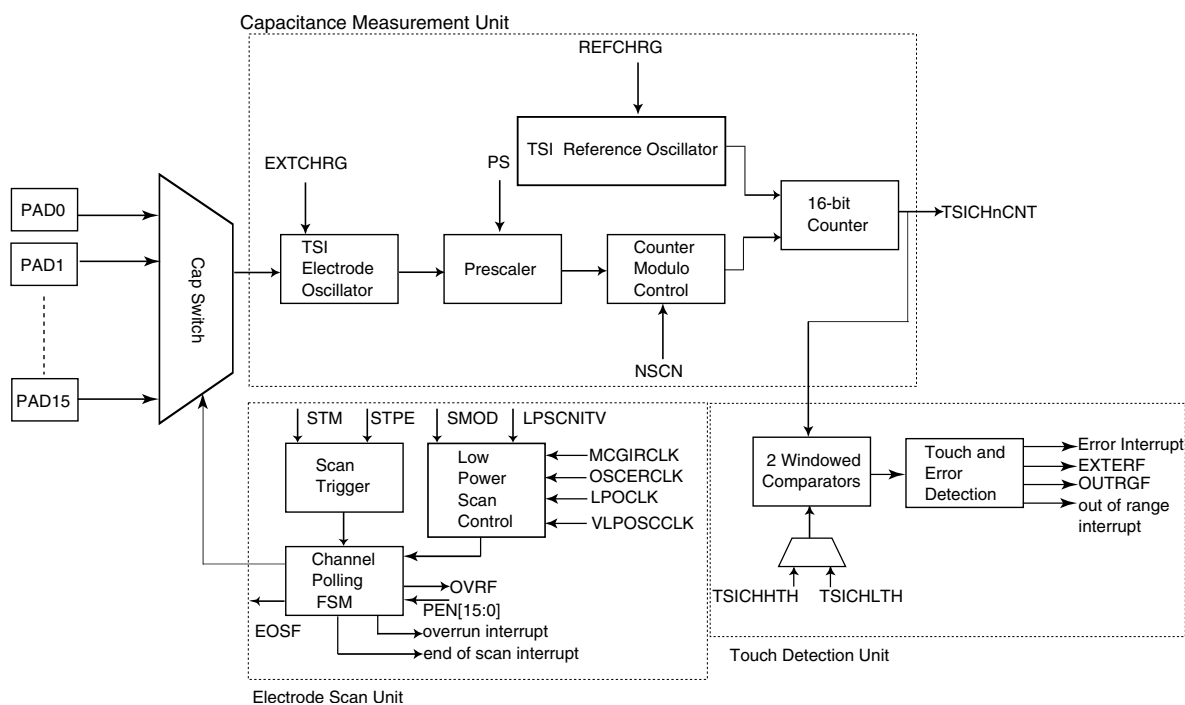 Capacitance Measurement Unit
REFCHRG
TSI Reference Oscillator
EXTCHRG
PS
PAD0
PAD1
PAD15
Cap Switch
TSI
Electrode
Oscillator
Prescaler
Counter
Modulo
Control
16-bit
Counter
TSICHnCNT
NSCN
STM
STPE
SMOD
LPSCNITV
Scan
Trigger
Low
Power
Scan
Control
MCGIRCLK
OSCERCLK
LPOCLK
VLPOSCCLK
Channel
Polling
FSM
OVRF
PEN[15:0]
EOSF
overrun interrupt
end of scan interrupt
Electrode Scan Unit
2 Windowed
Comparators
Touch and
Error
Detection
Error Interrupt
EXTERF
OUTRGF
out of range
interrupt
TSICHHTH
TSICHLTH
Touch Detection Unit